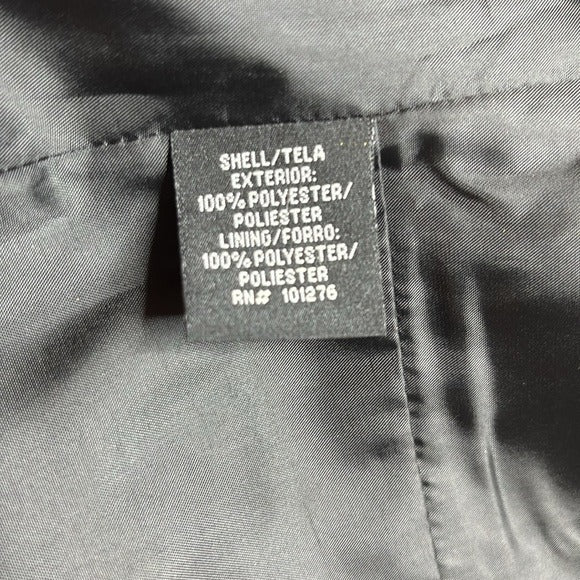 SHELL/TELA
EXTERIOR:
100% POLYESTER/
POLIESTER
LINING/FORRO:
100% POLYESTER/
POLIESTER
RN# 101276